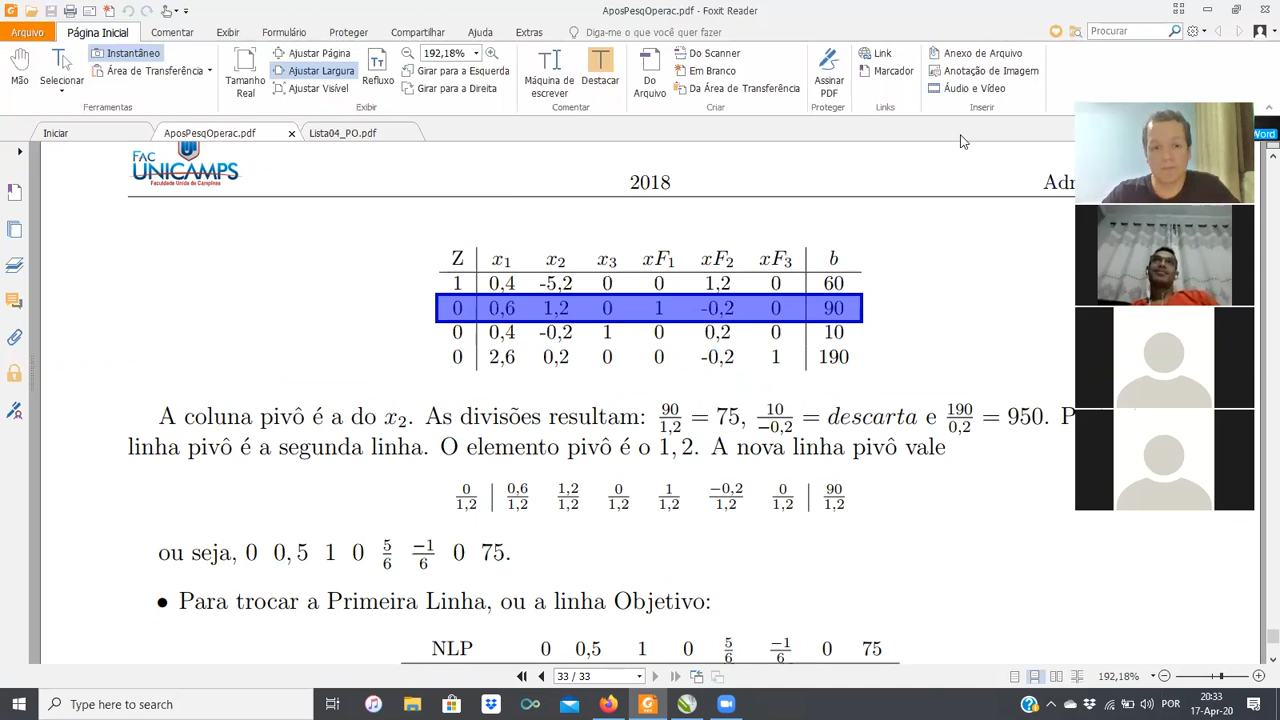 AposPesqOperac.pdf - Foxit Reader
Arquivo Página Inicial Comentar Exibir Formulário Proteger Compartilhar Ajuda Extras Diga-me o que você quer fazer Procurar
Mão
Selecionar
Instantâneo
Área de Transferência
Ferramentas
Tamanho Real
Ajustar Página
Ajustar Largura
Ajustar Visível
Refluxo
192,18%
Girar para a Esquerda
Girar para a Direita
Exibir
Máquina de escrever
Destacar
Comentar
Do Arquivo
Do Scanner
Em Branco
Da Área de Transferência
Criar
Assinar PDF
Proteger
Link
Marcador
Links
Anexo de Arquivo
Anotação de Imagem
Áudio e Vídeo
Inserir
Iniciar AposPesqOperac.pdf Lista04_PO.pdf
Word
FAC
UNICAMPS
Faculdade Unida de Campinas
2018 Adr
Z x1 x2 x3 xF1 xF2 xF3 b
1 0,4 -5,2 0 0 1,2 0 60
0 0,6 1,2 0 1 -0,2 0 90
0 0,4 -0,2 1 0 0,2 0 10
0 2,6 0,2 0 0 -0,2 1 190
A coluna pivô é a do x2. As divisões resultam: 90/1,2 = 75, 10/−0,2 = descarta e 190/0,2 = 950. P
linha pivô é a segunda linha. O elemento pivô é o 1, 2. A nova linha pivô vale
0/1,2 | 0,6/1,2 1,2/1,2 0/1,2 1/1,2 −0,2/1,2 0/1,2 | 90/1,2
ou seja, 0 0,5 1 0 5/6 −1/6 0 75.
• Para trocar a Primeira Linha, ou a linha Objetivo:
NLP 0 0,5 1 0 5/6 −1/6 0 75
33 / 33
192,18%
Type here to search
POR
20:33
17-Apr-20